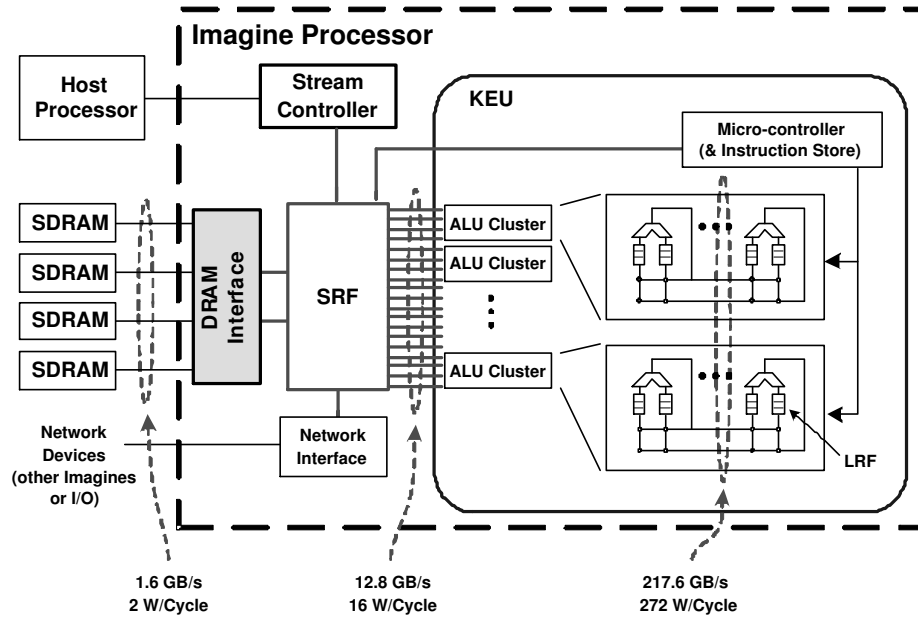 Imagine Processor
Host
Processor
Stream
Controller
KEU
Micro-controller
(& Instruction Store)
SDRAM
SDRAM
SDRAM
SDRAM
DRAM
Interface
SRF
ALU Cluster
ALU Cluster
ALU Cluster
Network
Devices
(other Imagines
or I/O)
Network
Interface
LRF
1.6 GB/s
2 W/Cycle
12.8 GB/s
16 W/Cycle
217.6 GB/s
272 W/Cycle